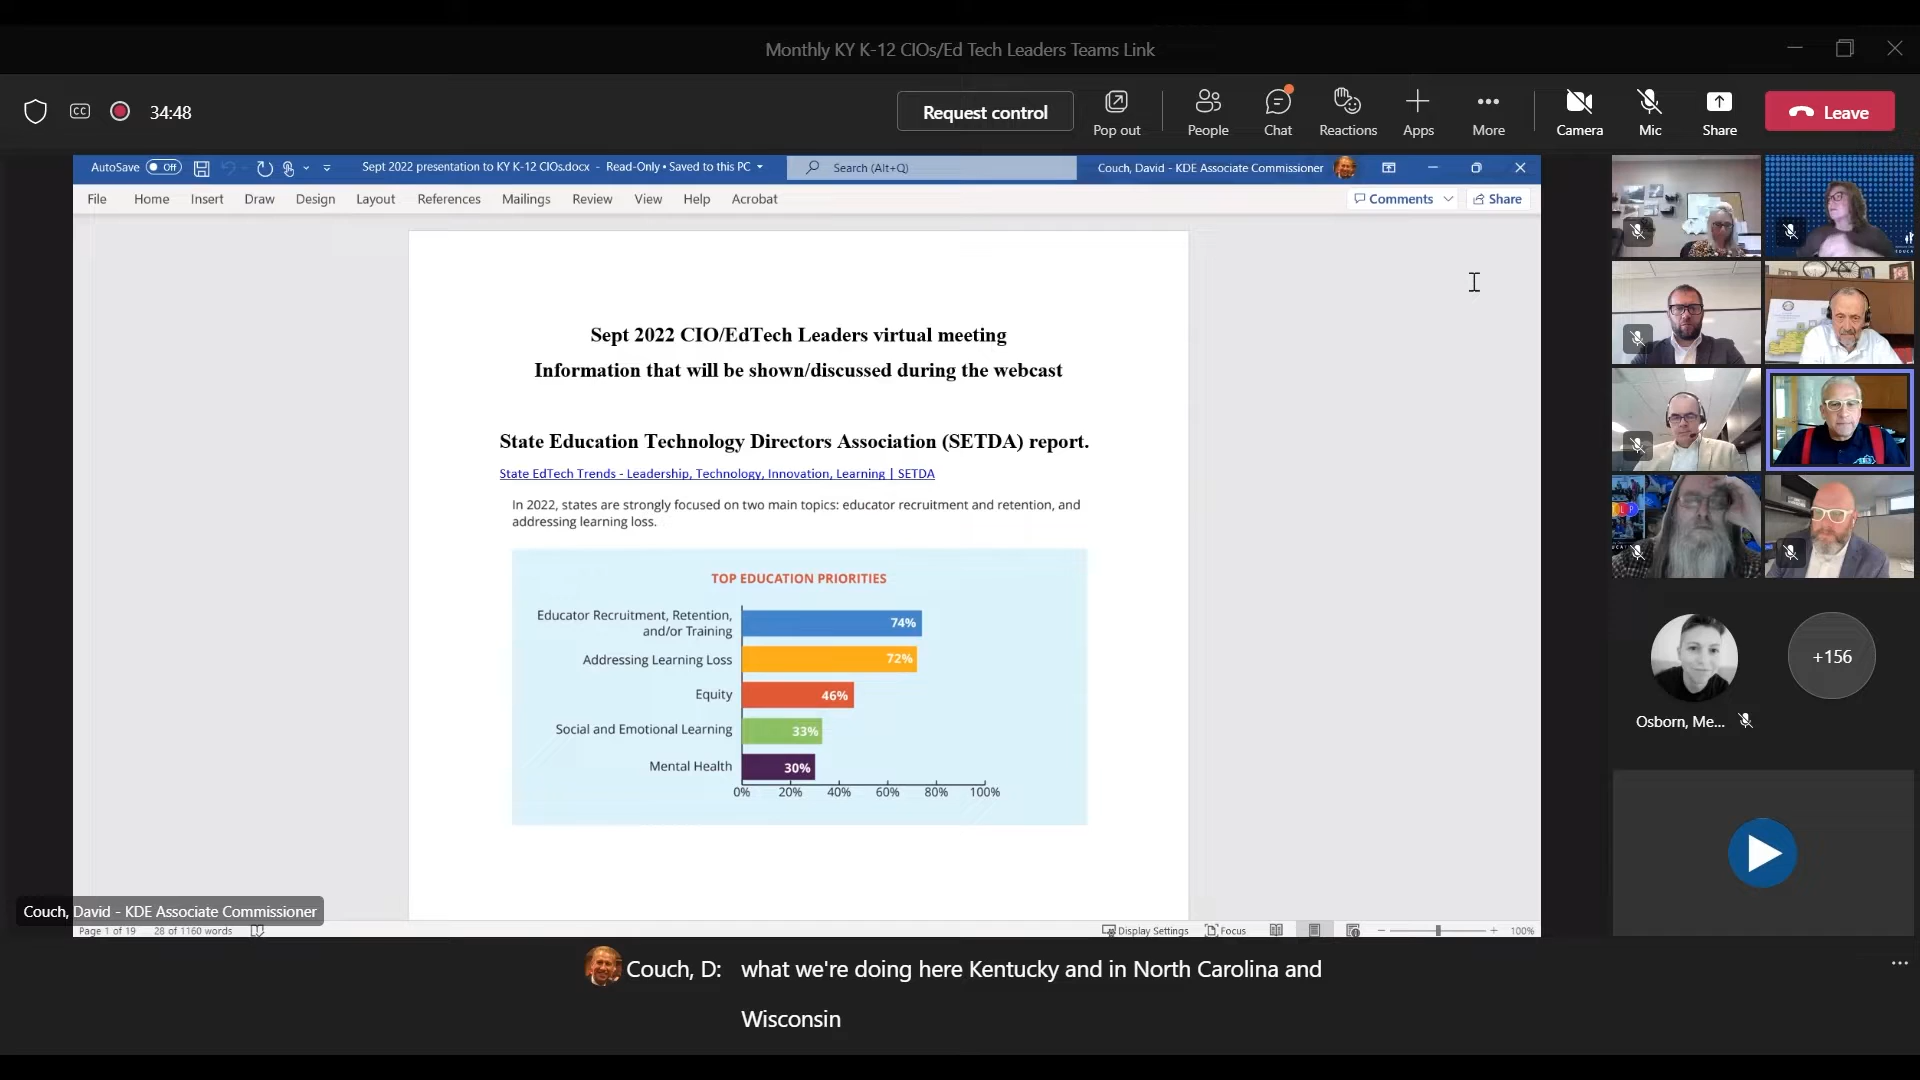 Monthly KY K-12 CIOs/Ed Tech Leaders Teams Link
CC
34:48
Request control
Pop out
People
Chat
Reactions
Apps
More
Camera
Mic
Share
Leave
AutoSave Off
Sept 2022 presentation to KY K-12 CIOs.docx - Read-Only • Saved to this PC
Search (Alt+Q)
Couch, David - KDE Associate Commissioner
File Home Insert Draw Design Layout References Mailings Review View Help Acrobat
Comments
Share
Sept 2022 CIO/EdTech Leaders virtual meeting
Information that will be shown/discussed during the webcast
State Education Technology Directors Association (SETDA) report.
State EdTech Trends - Leadership, Technology, Innovation, Learning | SETDA
In 2022, states are strongly focused on two main topics: educator recruitment and retention, and
addressing learning loss.
TOP EDUCATION PRIORITIES
Educator Recruitment, Retention,
and/or Training
74%
Addressing Learning Loss
72%
Equity
46%
Social and Emotional Learning
33%
Mental Health
30%
0% 20% 40% 60% 80% 100%
+156
Osborn, Me...
Couch, David - KDE Associate Commissioner
Page 1 of 19 28 of 1160 words
Display Settings
Focus
100%
Couch, D: what we're doing here Kentucky and in North Carolina and
Wisconsin